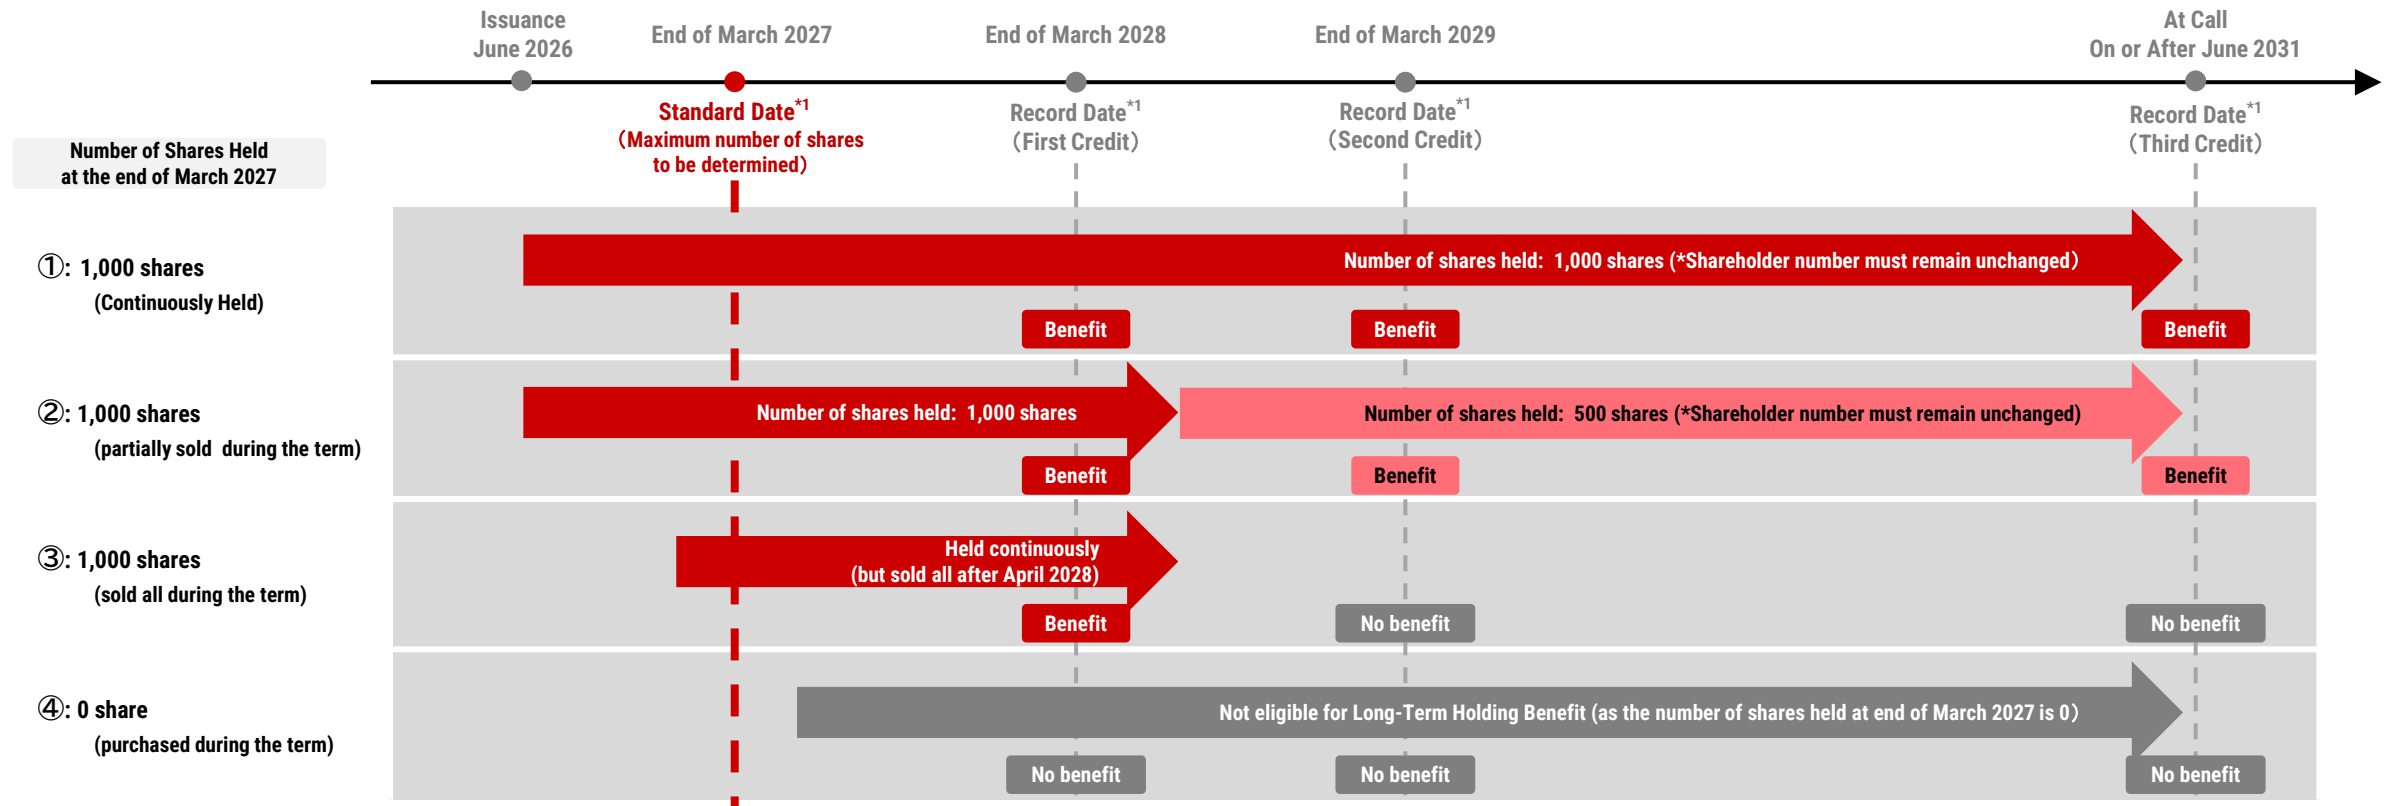 Issuance
June 2026
End of March 2027
End of March 2028
End of March 2029
At Call
On or After June 2031
Standard Date*1
（Maximum number of shares
to be determined）
Record Date*1
（First Credit）
Record Date*1
（Second Credit）
Record Date*1
（Third Credit）
Number of Shares Held
at the end of March 2027
①: 1,000 shares
(Continuously Held)
Number of shares held: 1,000 shares (*Shareholder number must remain unchanged）
Benefit
Benefit
Benefit
②: 1,000 shares
(partially sold during the term)
Number of shares held: 1,000 shares
Number of shares held: 500 shares (*Shareholder number must remain unchanged)
Benefit
Benefit
Benefit
③: 1,000 shares
(sold all during the term)
Held continuously
(but sold all after April 2028)
Benefit
No benefit
No benefit
④: 0 share
(purchased during the term)
Not eligible for Long-Term Holding Benefit (as the number of shares held at end of March 2027 is 0）
No benefit
No benefit
No benefit